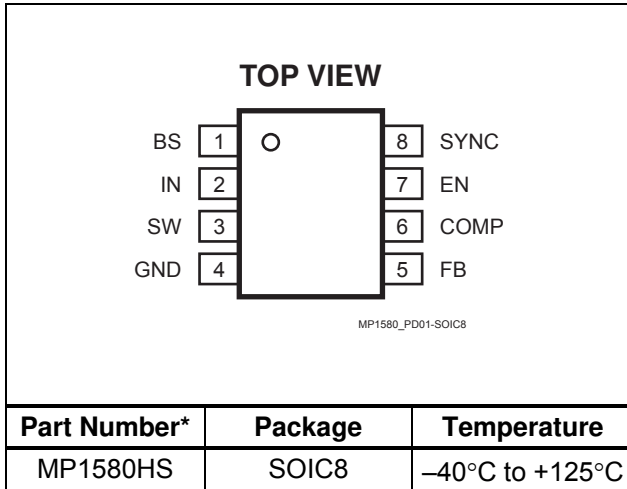 TOP VIEW
BS 1 8 SYNC
IN 2 7 EN
SW 3 6 COMP
GND 4 5 FB
MP1580_PD01-SOIC8
Part Number* Package Temperature
MP1580HS SOIC8 –40°C to +125°C